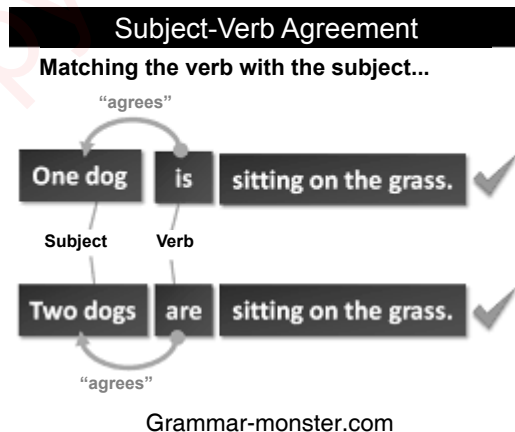 Subject-Verb Agreement
Matching the verb with the subject...
“agrees”
One dog is sitting on the grass.
Subject Verb
Two dogs are sitting on the grass.
“agrees”
Grammar-monster.com